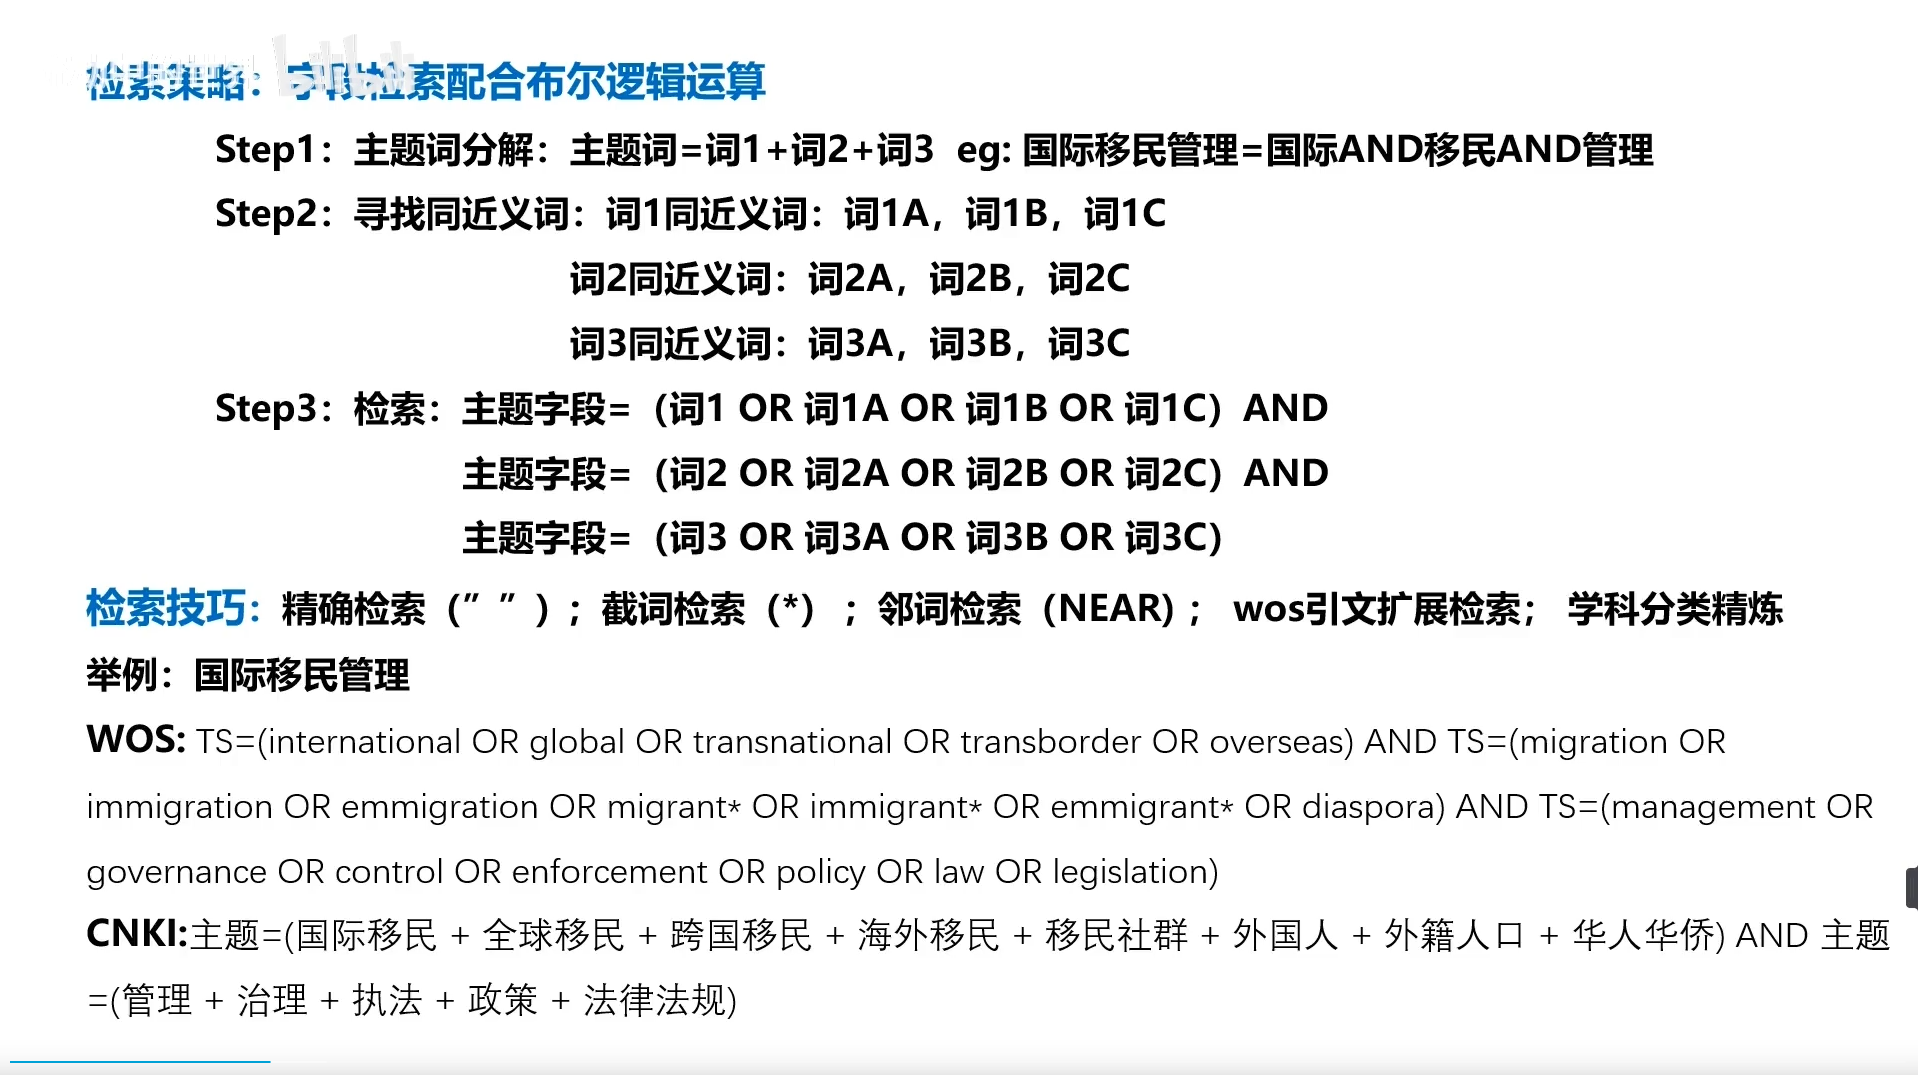 检索策略：字段检索配合布尔逻辑运算
Step1：主题词分解：主题词=词1+词2+词3 eg: 国际移民管理=国际AND移民AND管理
Step2：寻找同近义词：词1同近义词：词1A，词1B，词1C
词2同近义词：词2A，词2B，词2C
词3同近义词：词3A，词3B，词3C
Step3：检索：主题字段=（词1 OR 词1A OR 词1B OR 词1C）AND
主题字段=（词2 OR 词2A OR 词2B OR 词2C）AND
主题字段=（词3 OR 词3A OR 词3B OR 词3C）
检索技巧：精确检索（” ”）；截词检索（*） ；邻词检索（NEAR）； wos引文扩展检索； 学科分类精炼
举例：国际移民管理
WOS: TS=(international OR global OR transnational OR transborder OR overseas) AND TS=(migration OR
immigration OR emmigration OR migrant* OR immigrant* OR emmigrant* OR diaspora) AND TS=(management OR
governance OR control OR enforcement OR policy OR law OR legislation)
CNKI:主题=(国际移民 + 全球移民 + 跨国移民 + 海外移民 + 移民社群 + 外国人 + 外籍人口 + 华人华侨) AND 主题
=(管理 + 治理 + 执法 + 政策 + 法律法规)